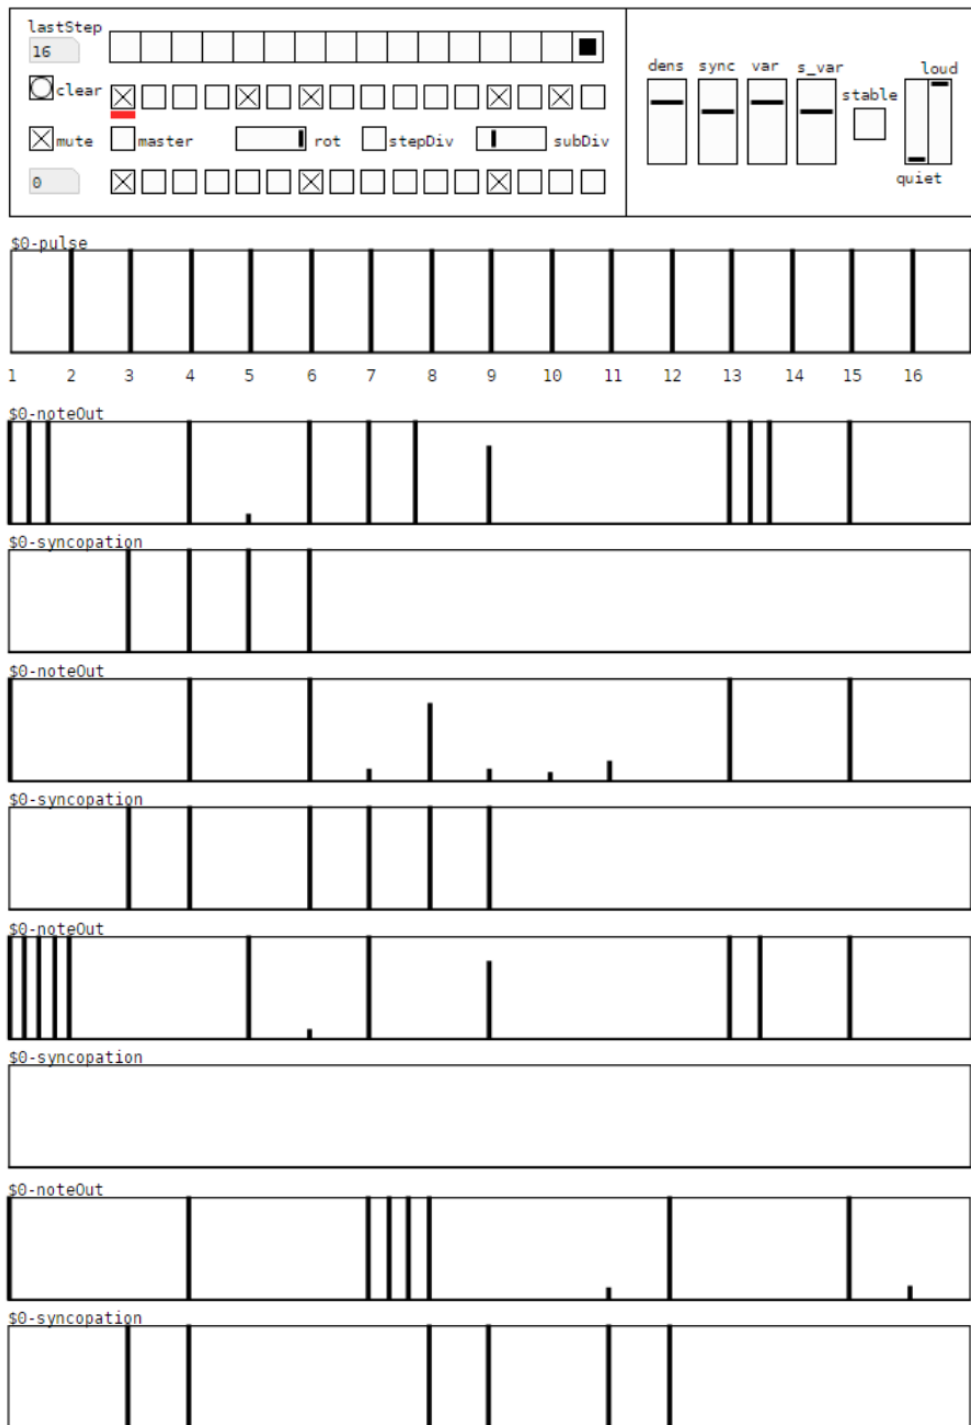 lastStep
16
clear
mute master rot stepDiv subDiv
0
dens sync var s_var loud
stable
quiet
$0-pulse
1 2 3 4 5 6 7 8 9 10 11 12 13 14 15 16
$0-noteOut
$0-syncopation
$0-noteOut
$0-syncopation
$0-noteOut
$0-syncopation
$0-noteOut
$0-syncopation